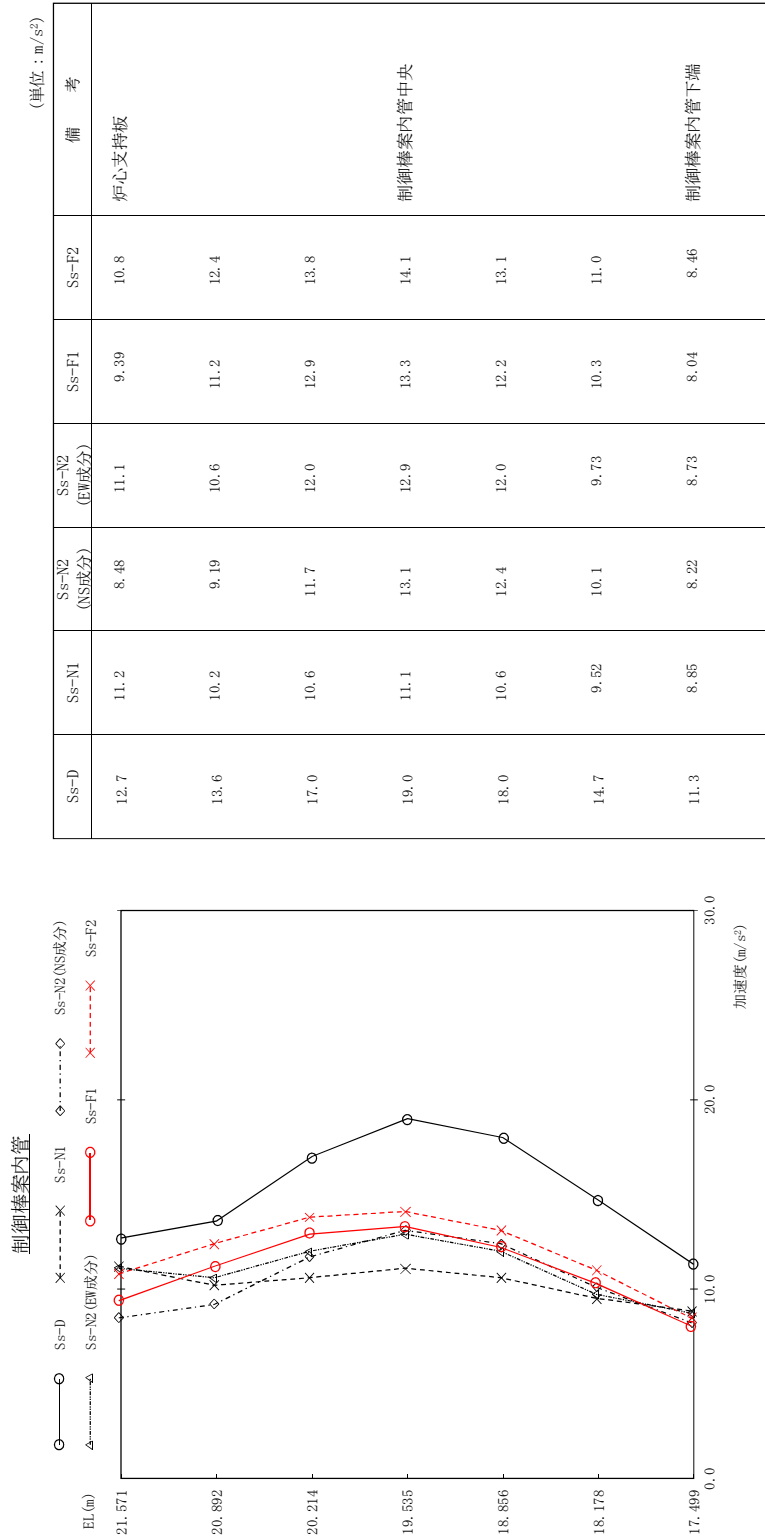 制御棒案内管
Ss-D Ss-N1 Ss-N2(NS成分)
Ss-N2(EW成分) Ss-F1 Ss-F2
EL(m)
21.571
20.892
20.214
19.535
18.856
18.178
17.499
0.0 10.0 20.0 30.0
加速度(m/s²)
(単位：m/s²)
Ss-D Ss-N1 Ss-N2(NS成分) Ss-N2(EW成分) Ss-F1 Ss-F2 備 考
12.7 11.2 8.48 11.1 9.39 10.8 炉心支持板
13.6 10.2 9.19 10.6 11.2 12.4
17.0 10.6 11.7 12.0 12.9 13.8
19.0 11.1 13.1 12.9 13.3 14.1 制御棒案内管中央
18.0 10.6 12.4 12.0 12.2 13.1
14.7 9.52 10.1 9.73 10.3 11.0
11.3 8.85 8.22 8.73 8.04 8.46 制御棒案内管下端